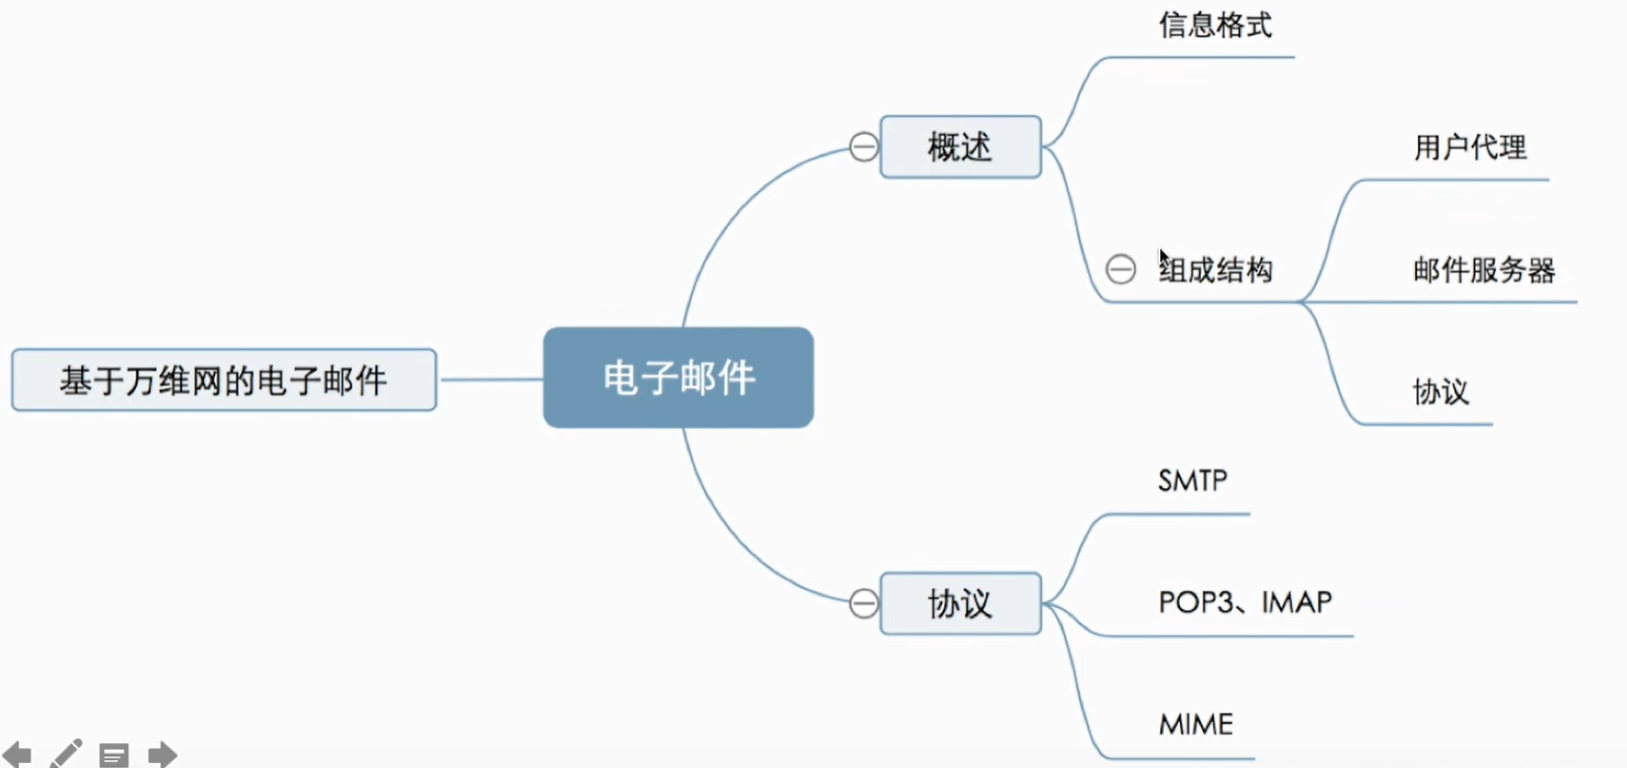 信息格式
概述
用户代理
组成结构
邮件服务器
基于万维网的电子邮件
电子邮件
协议
SMTP
协议
POP3、IMAP
MIME